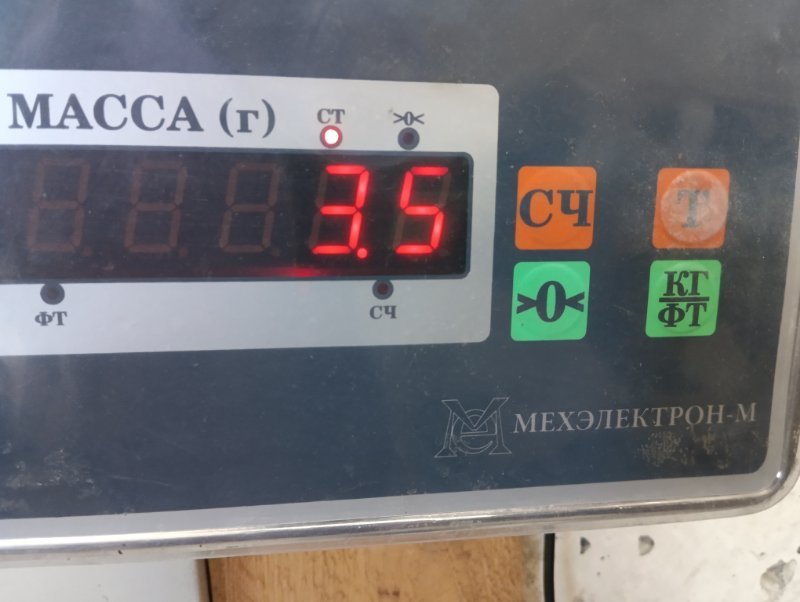 МАССА (г)
СТ
>0<
3.5
СЧ
Т
ФТ
СЧ
>0<
КГ
ФТ
МЕХЭЛЕКТРОН-М